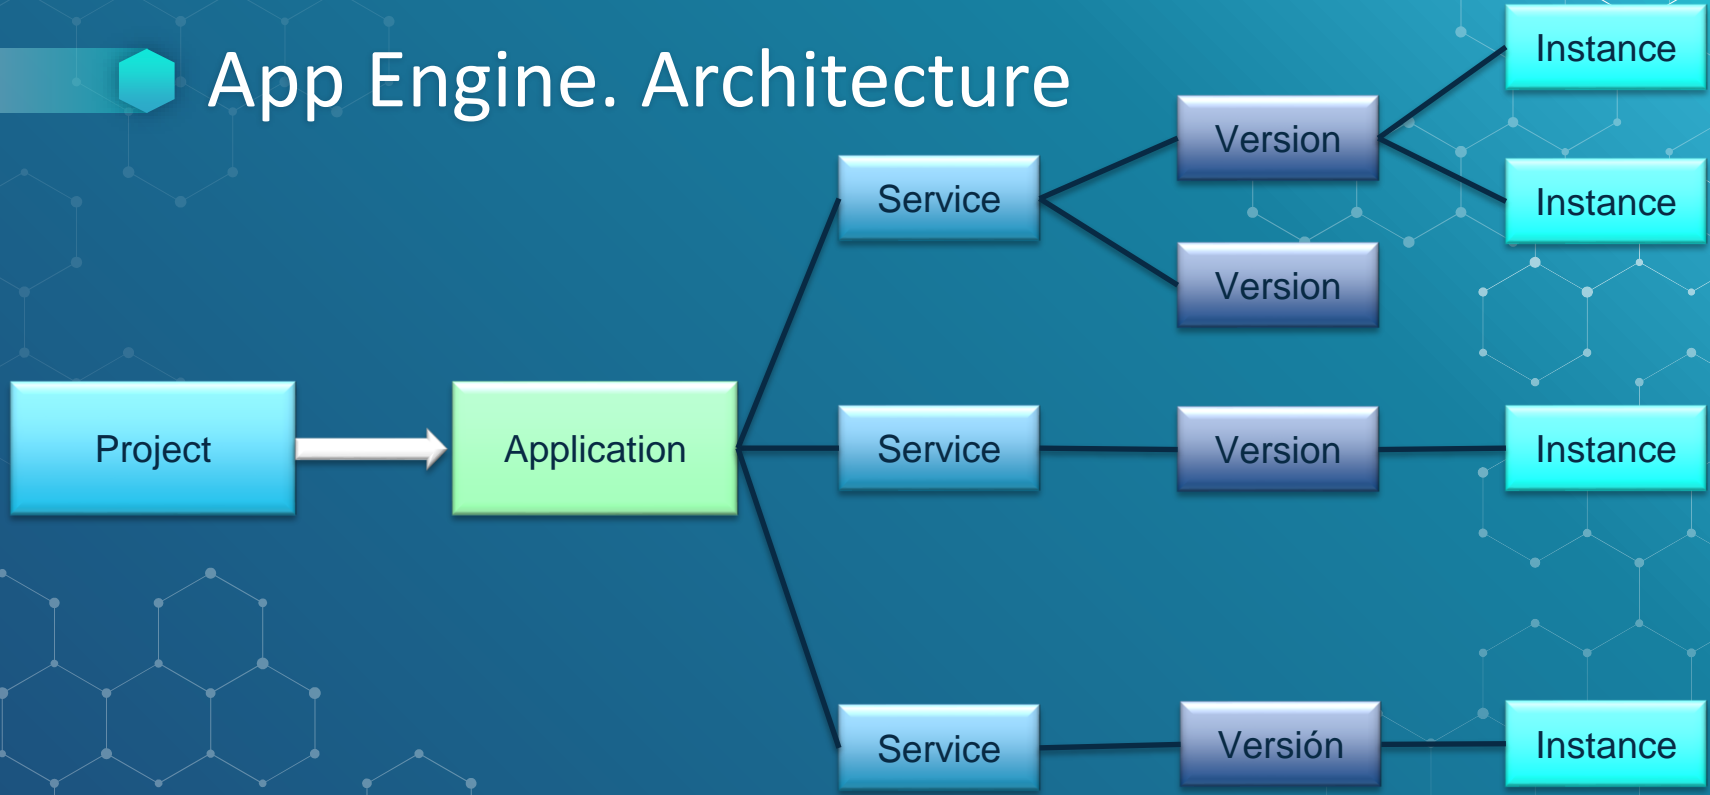 App Engine. Architecture
Instance
Version
Instance
Service
Version
Project
Application
Service
Version
Instance
Service
Versión
Instance